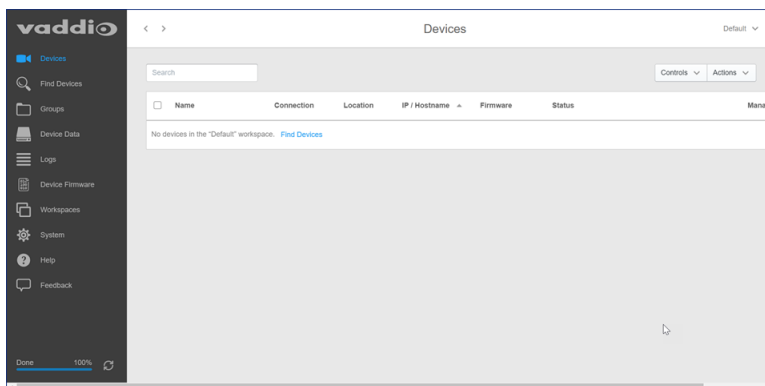 vaddio
Devices
Default
Devices
Find Devices
Groups
Device Data
Logs
Device Firmware
Workspaces
System
Help
Feedback
Done 100%
Search
Controls Actions
Name Connection Location IP / Hostname Firmware Status Mana
No devices in the "Default" workspace. Find Devices